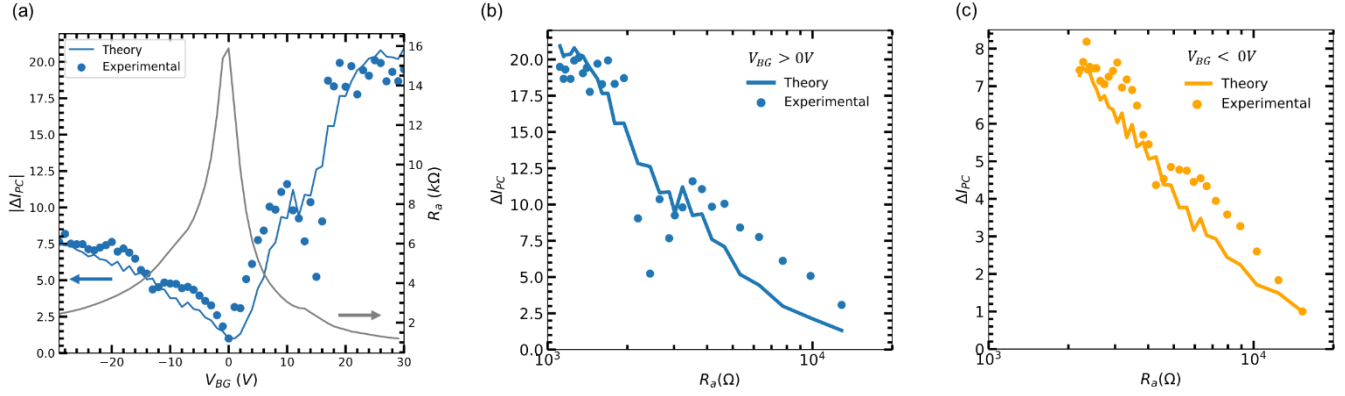 (a)
Theory
Experimental
|ΔI_PC|
20.0
17.5
15.0
12.5
10.0
7.5
5.0
2.5
0.0
−20
−10
0
10
20
30
V_BG (V)
16
14
12
10
8
6
4
2
R_a (kΩ)
(b)
V_BG > 0V
Theory
Experimental
ΔI_PC
20.0
17.5
15.0
12.5
10.0
7.5
5.0
2.5
0.0
10^3
10^4
R_a(Ω)
(c)
V_BG < 0V
Theory
Experimental
ΔI_PC
8
7
6
5
4
3
2
1
0
10^3
10^4
R_a(Ω)